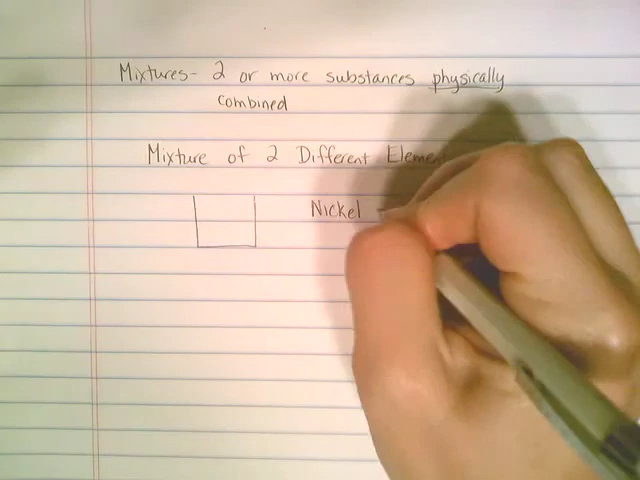 Mixtures- 2 or more substances physically
combined
Mixture of 2 Different
Nickel